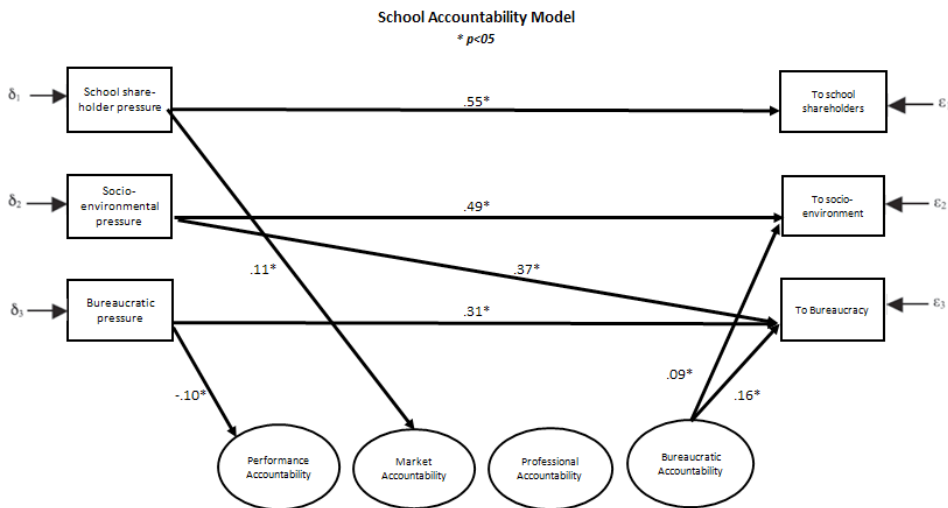 School Accountability Model
* p<05
δ1
School share-
holder pressure
.55*
To school
shareholders
ε
δ2
Socio-
environmental
pressure
.49*
To socio-
environment
ε2
.11*
.37*
δ3
Bureaucratic
pressure
.31*
To Bureaucracy
ε3
-.10*
.09*
.16*
Performance
Accountability
Market
Accountability
Professional
Accountability
Bureaucratic
Accountability